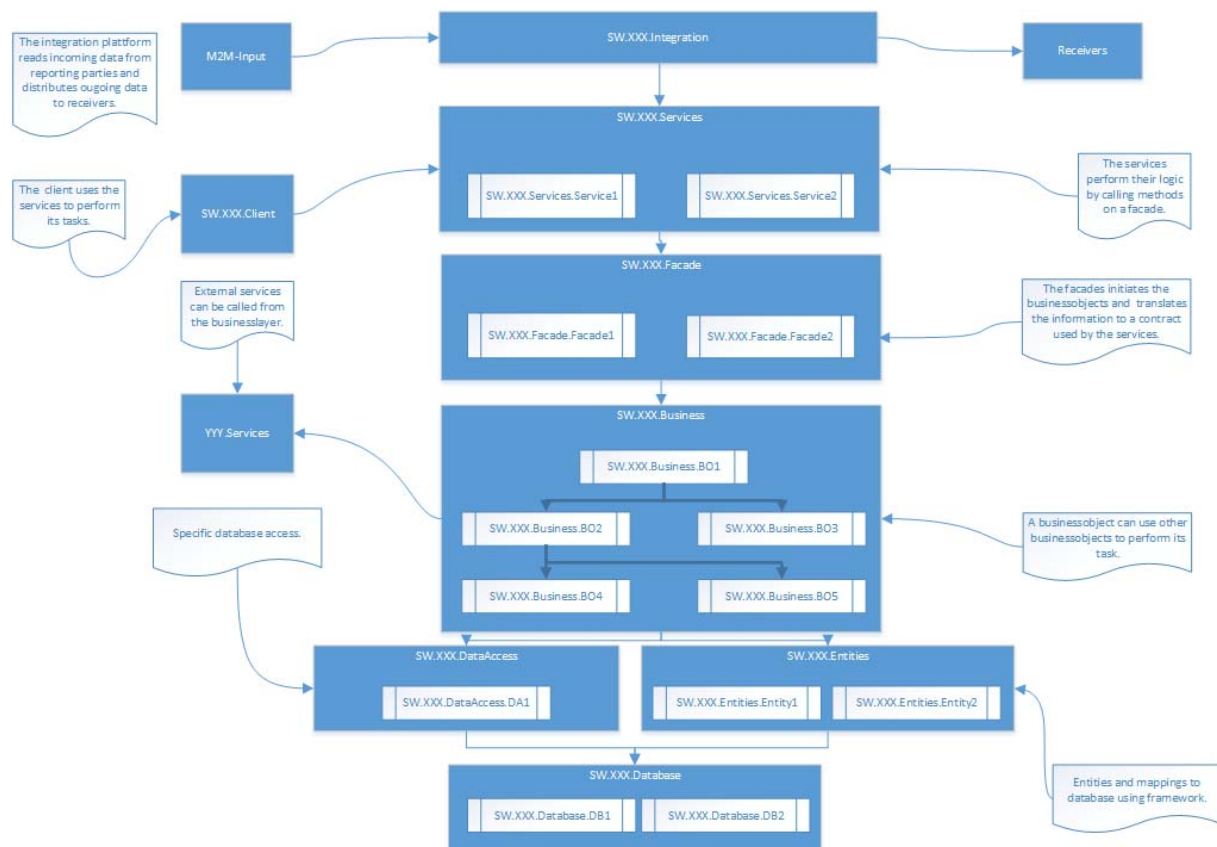 The integration plattform
reads incoming data from
reporting parties and
distributes ougoing data
to receivers.
M2M-Input
SW.XXX.Integration
Receivers
SW.XXX.Services
SW.XXX.Services.Service1
SW.XXX.Services.Service2
The services
perform their logic
by calling methods
on a facade.
The client uses the
services to perform
its tasks.
SW.XXX.Client
SW.XXX.Facade
SW.XXX.Facade.Facade1
SW.XXX.Facade.Facade2
The facades initiates the
businessobjects and translates
the information to a contract
used by the services.
External services
can be called from
the businesslayer.
YYY.Services
SW.XXX.Business
SW.XXX.Business.BO1
SW.XXX.Business.BO2
SW.XXX.Business.BO3
SW.XXX.Business.BO4
SW.XXX.Business.BO5
A businessobject can use other
businessobjects to perform its
task.
Specific database access.
SW.XXX.DataAccess
SW.XXX.DataAccess.DA1
SW.XXX.Entities
SW.XXX.Entities.Entity1
SW.XXX.Entities.Entity2
SW.XXX.Database
SW.XXX.Database.DB1
SW.XXX.Database.DB2
Entities and mappings to
database using framework.